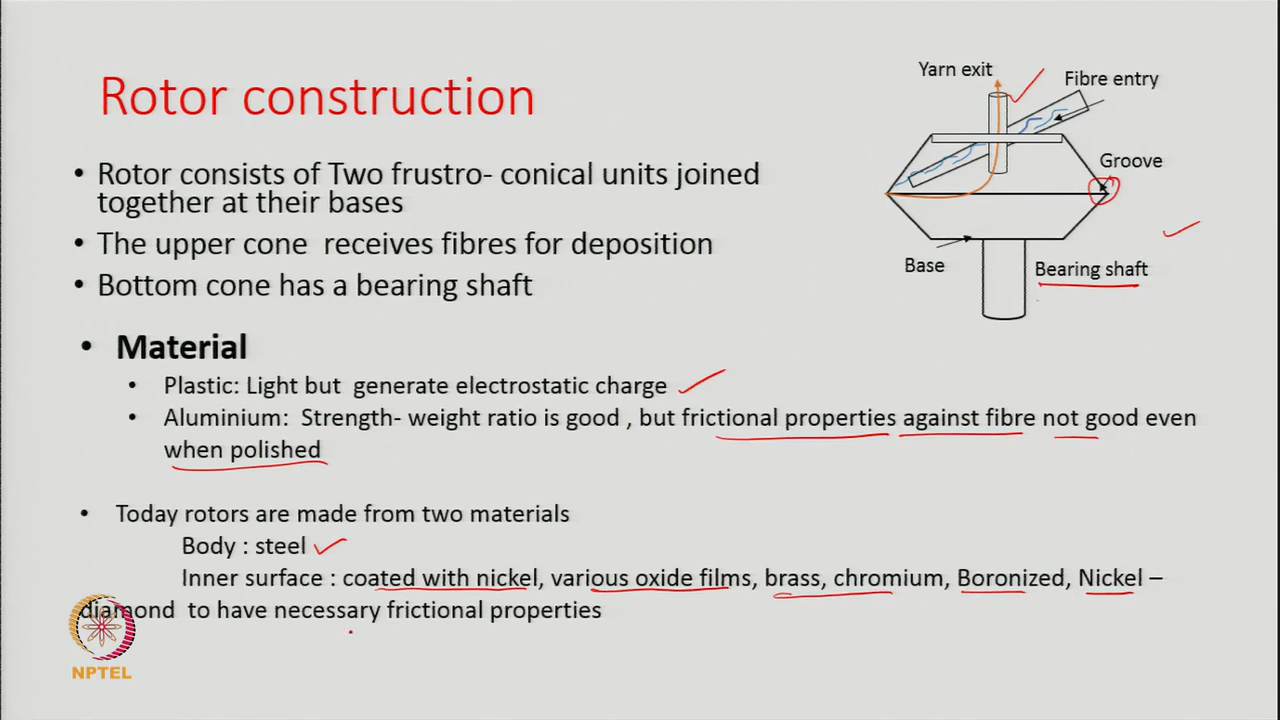 Rotor construction
• Rotor consists of Two frustro- conical units joined
together at their bases
• The upper cone  receives fibres for deposition
• Bottom cone has a bearing shaft
Yarn exit
Fibre entry
Groove
Base
Bearing shaft
• Material
• Plastic: Light but  generate electrostatic charge
• Aluminium:  Strength- weight ratio is good , but frictional properties against fibre not good even
when polished
• Today rotors are made from two materials
Body : steel
Inner surface : coated with nickel, various oxide films, brass, chromium, Boronized, Nickel –
diamond  to have necessary frictional properties
NPTEL